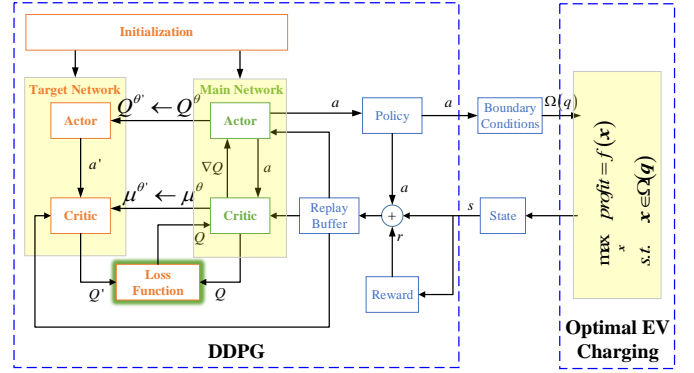 Initialization
Target Network
Main Network
Q^θ' ← Q^θ
Actor
Actor
a
Policy
a
Boundary
Conditions
Ω(q)
a'
∇Q
a
a
μ^θ' ← μ^θ
Critic
Critic
Q
Replay
Buffer
+
s
State
r
Loss
Function
Q'
Q
Reward
max profit = f(x)
x
s.t. x∈Ω(q)
DDPG
Optimal EV
Charging